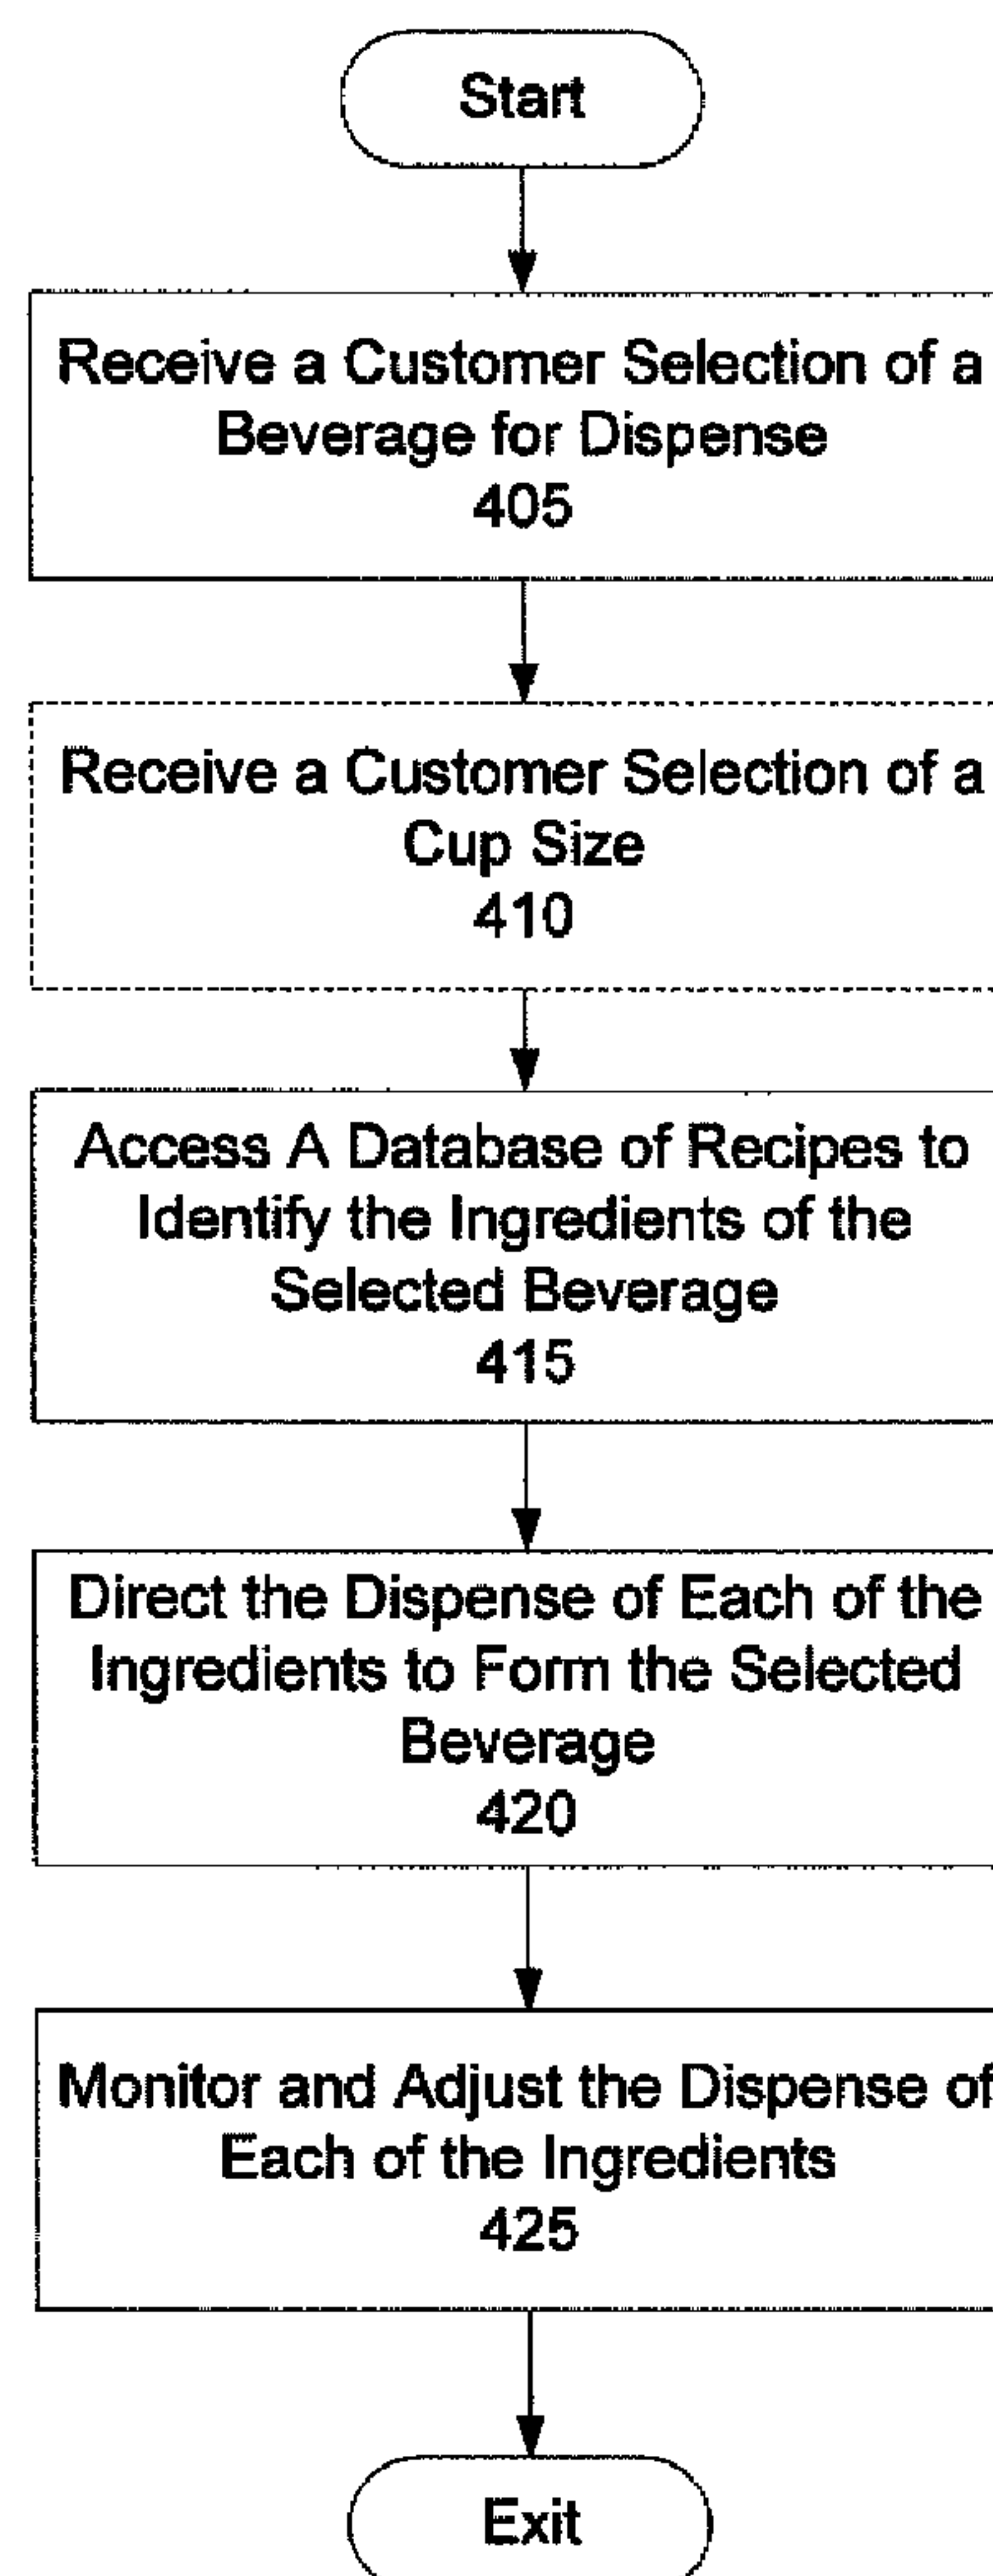 Start
Receive a Customer Selection of a
Beverage for Dispense
405
Receive a Customer Selection of a
Cup Size
410
Access A Database of Recipes to
Identify the Ingredients of the
Selected Beverage
415
Direct the Dispense of Each of the
Ingredients to Form the Selected
Beverage
420
Monitor and Adjust the Dispense of
Each of the Ingredients
425
Exit